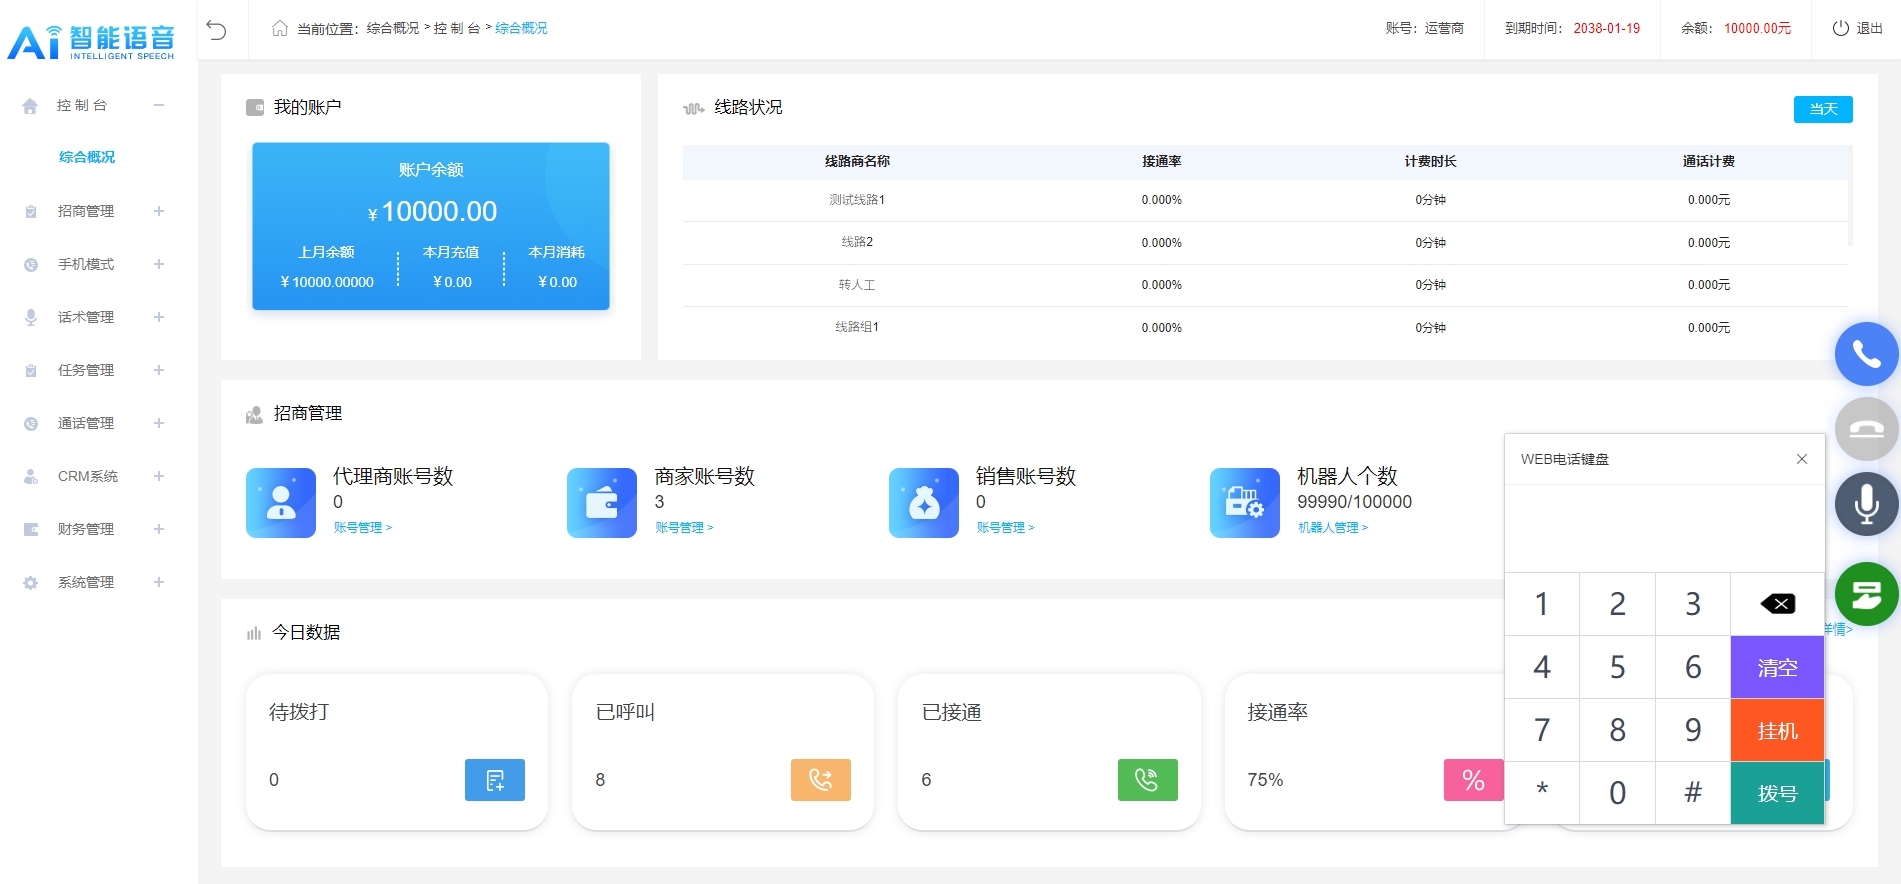 Ai 智能语音
INTELLIGENT SPEECH
当前位置: 综合概况 > 控 制 台 > 综合概况
账号: 运营商
到期时间: 2038-01-19
余额: 10000.00元
退出
控 制 台
综合概况
招商管理
手机模式
话术管理
任务管理
通话管理
CRM系统
财务管理
系统管理
我的账户
账户余额
¥ 10000.00
上月余额 本月充值 本月消耗
¥ 10000.00000 ¥ 0.00 ¥ 0.00
线路状况
当天
线路商名称 接通率 计费时长 通话计费
测试线路1 0.000% 0分钟 0.000元
线路2 0.000% 0分钟 0.000元
转人工 0.000% 0分钟 0.000元
线路组1 0.000% 0分钟 0.000元
招商管理
代理商账号数
0
账号管理 >
商家账号数
3
账号管理 >
销售账号数
0
账号管理 >
机器人个数
99990/100000
机器人管理 >
今日数据
详情>
待拨打
0
已呼叫
8
已接通
6
接通率
75%
%
WEB电话键盘
1 2 3
4 5 6 清空
7 8 9 挂机
* 0 # 拨号